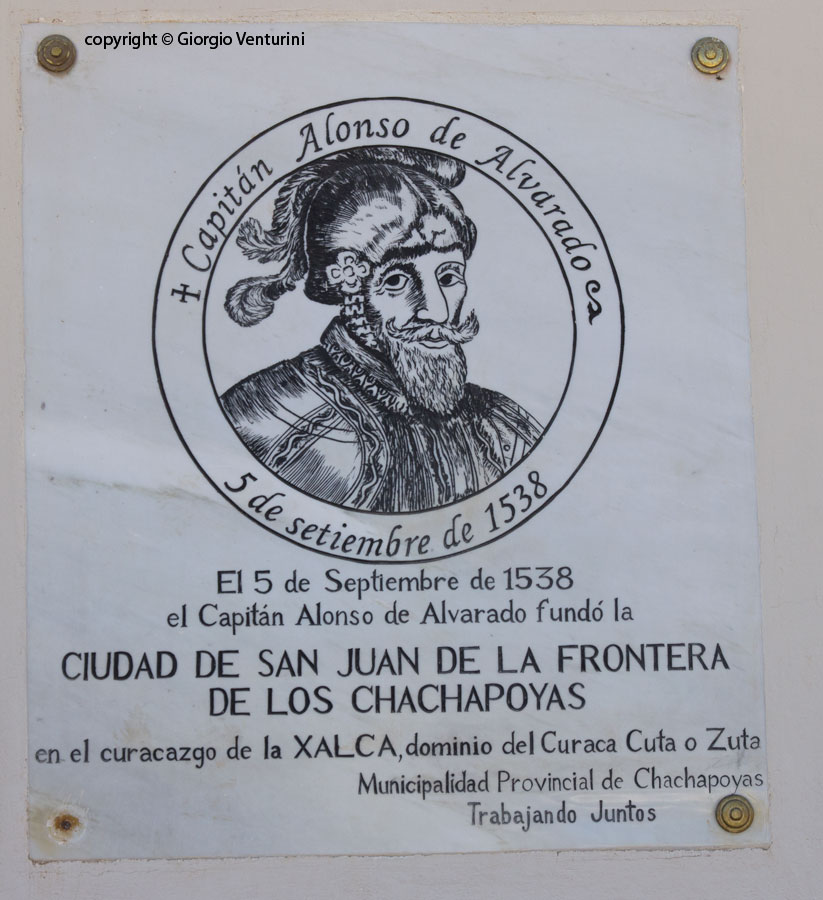 copyright © Giorgio Venturini
✝ Capitán Alonso de Alvarado
5 de setiembre de 1538
El 5 de Septiembre de 1538
el Capitán Alonso de Alvarado fundó la
CIUDAD DE SAN JUAN DE LA FRONTERA
DE LOS CHACHAPOYAS
en el curacazgo de la XALCA, dominio del Curaca Cuta o Zuta
Municipalidad Provincial de Chachapoyas
Trabajando Juntos